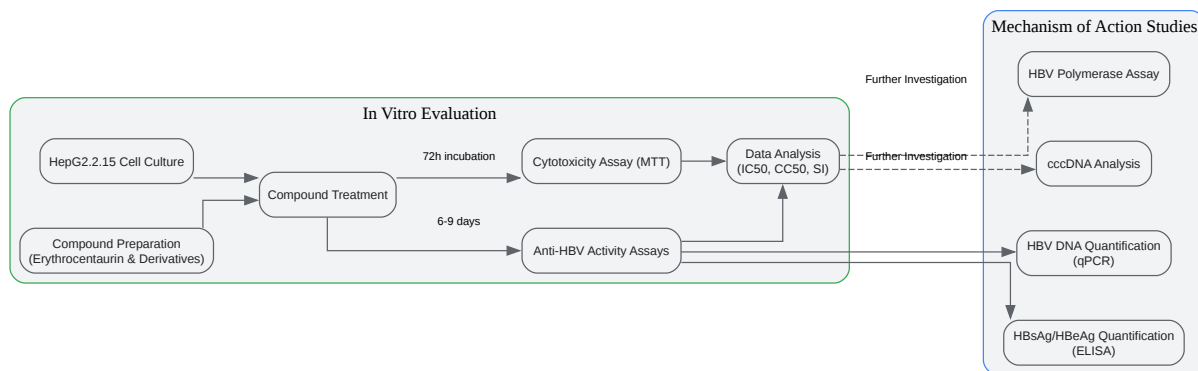 Mechanism of Action Studies
HBV Polymerase Assay
Further Investigation
In Vitro Evaluation
HepG2.2.15 Cell Culture
72h incubation
Cytotoxicity Assay (MTT)
Data Analysis
(IC50, CC50, SI)
Further Investigation
cccDNA Analysis
Compound Treatment
6-9 days
Compound Preparation
(Erythrocentaurin & Derivatives)
Anti-HBV Activity Assays
HBV DNA Quantification
(qPCR)
HBsAg/HBeAg Quantification
(ELISA)